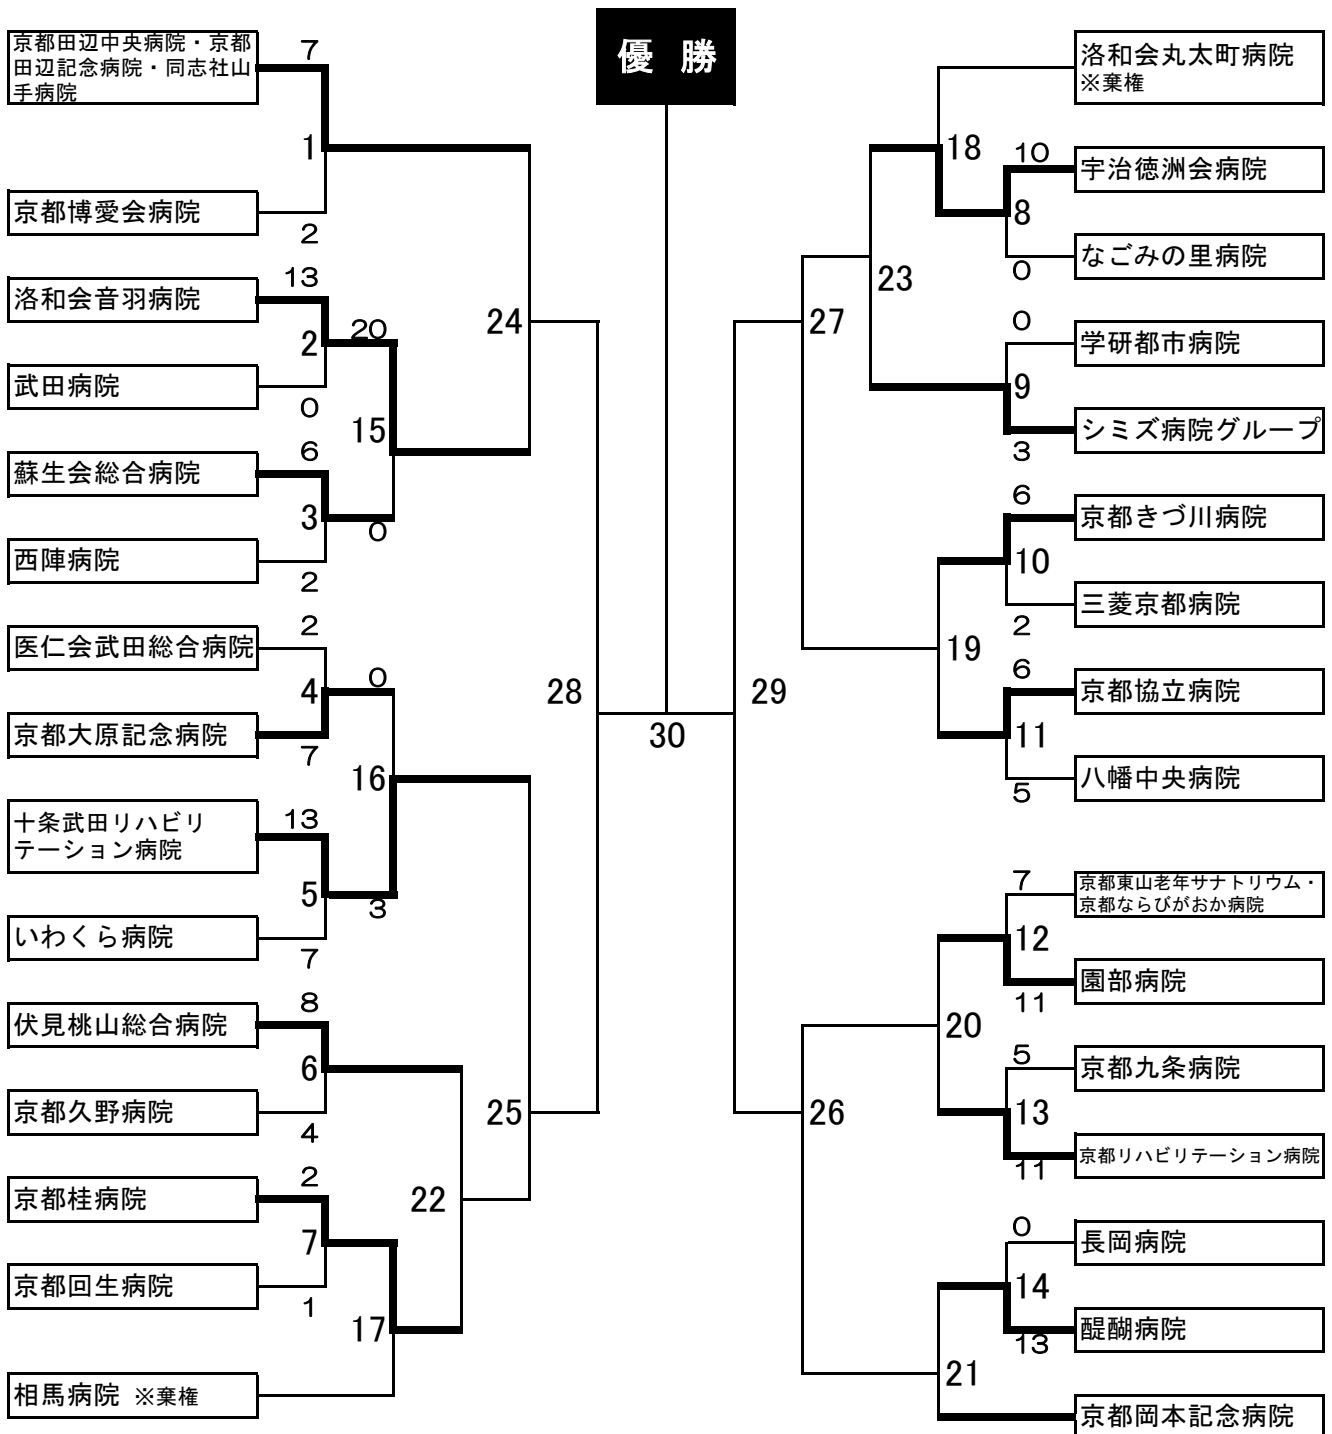 優 勝
京都田辺中央病院・京都
田辺記念病院・同志社山
手病院
7
1
京都博愛会病院
2
洛和会音羽病院
13
2
20
武田病院
0
15
蘇生会総合病院
6
3
0
西陣病院
2
24
医仁会武田総合病院
2
4
0
京都大原記念病院
7
16
十条武田リハビリ
テーション病院
13
5
3
いわくら病院
7
伏見桃山総合病院
8
6
京都久野病院
4
25
京都桂病院
2
7
22
京都回生病院
1
17
相馬病院 ※棄権
28
30
29
洛和会丸太町病院
※棄権
18
10
宇治徳洲会病院
8
なごみの里病院
0
23
27
0
学研都市病院
9
シミズ病院グループ
3
6
京都きづ川病院
10
三菱京都病院
2
19
6
京都協立病院
11
八幡中央病院
5
7
京都東山老年サナトリウム・
京都ならびがおか病院
12
園部病院
11
20
5
京都九条病院
13
京都リハビリテーション病院
11
26
0
長岡病院
14
醍醐病院
13
21
京都岡本記念病院